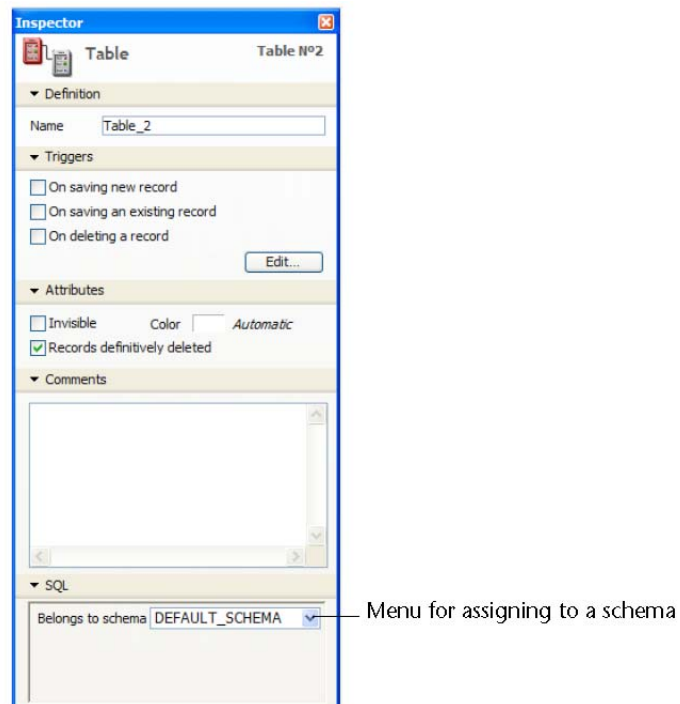 Inspector
Table Table Nº2
Definition
Name Table_2
Triggers
On saving new record
On saving an existing record
On deleting a record
Edit...
Attributes
Invisible Color Automatic
Records definitively deleted
Comments
SQL
Belongs to schema DEFAULT_SCHEMA Menu for assigning to a schema